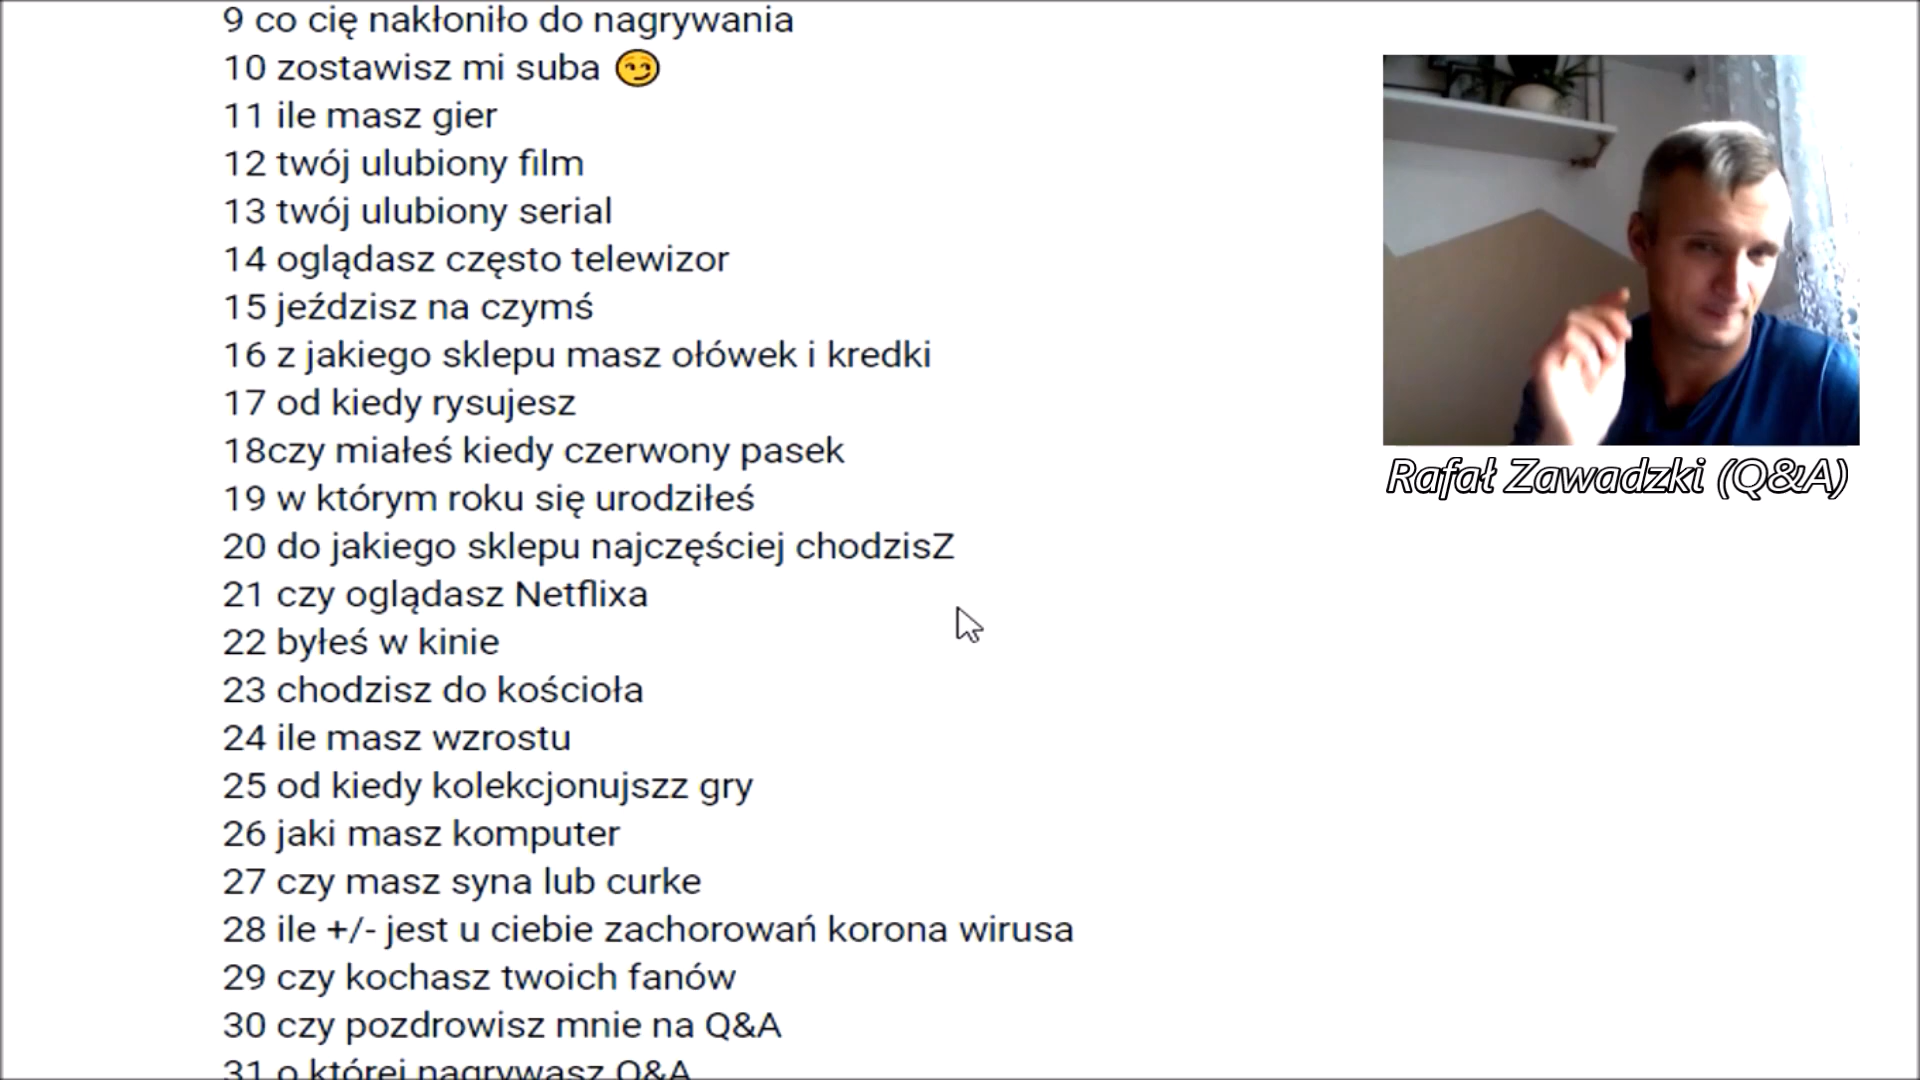 9 co cię nakłoniło do nagrywania
10 zostawisz mi suba 😏
11 ile masz gier
12 twój ulubiony film
13 twój ulubiony serial
14 oglądasz często telewizor
15 jeździsz na czymś
16 z jakiego sklepu masz ołówek i kredki
17 od kiedy rysujesz
18czy miałeś kiedy czerwony pasek
19 w którym roku się urodziłeś
20 do jakiego sklepu najczęściej chodzisZ
21 czy oglądasz Netflixa
22 byłeś w kinie
23 chodzisz do kościoła
24 ile masz wzrostu
25 od kiedy kolekcjonujszz gry
26 jaki masz komputer
27 czy masz syna lub curke
28 ile +/- jest u ciebie zachorowań korona wirusa
29 czy kochasz twoich fanów
30 czy pozdrowisz mnie na Q&A
31 o której nagrywasz Q&A
Rafał Zawadzki (Q&A)